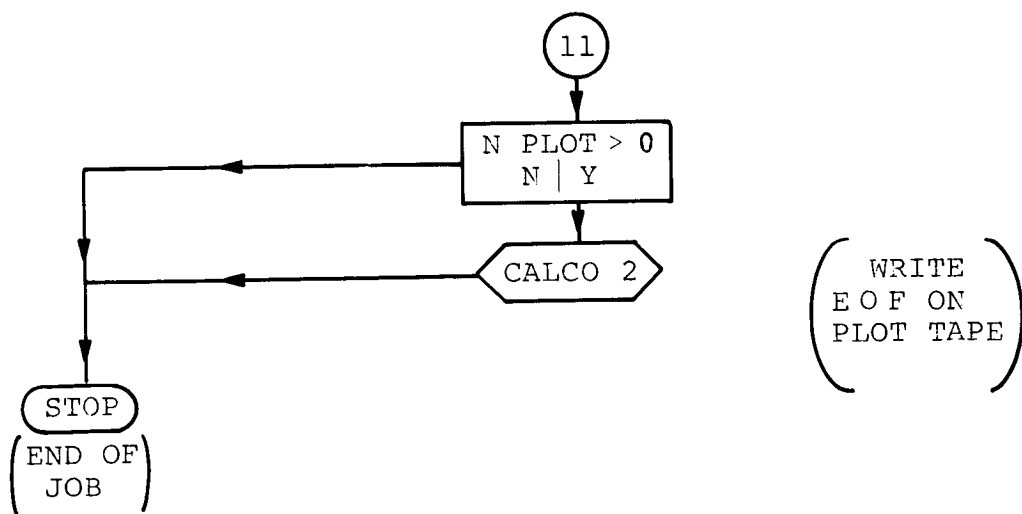 11
N PLOT > 0
N | Y
CALCO 2
WRITE
E O F ON
PLOT TAPE
STOP
END OF
JOB